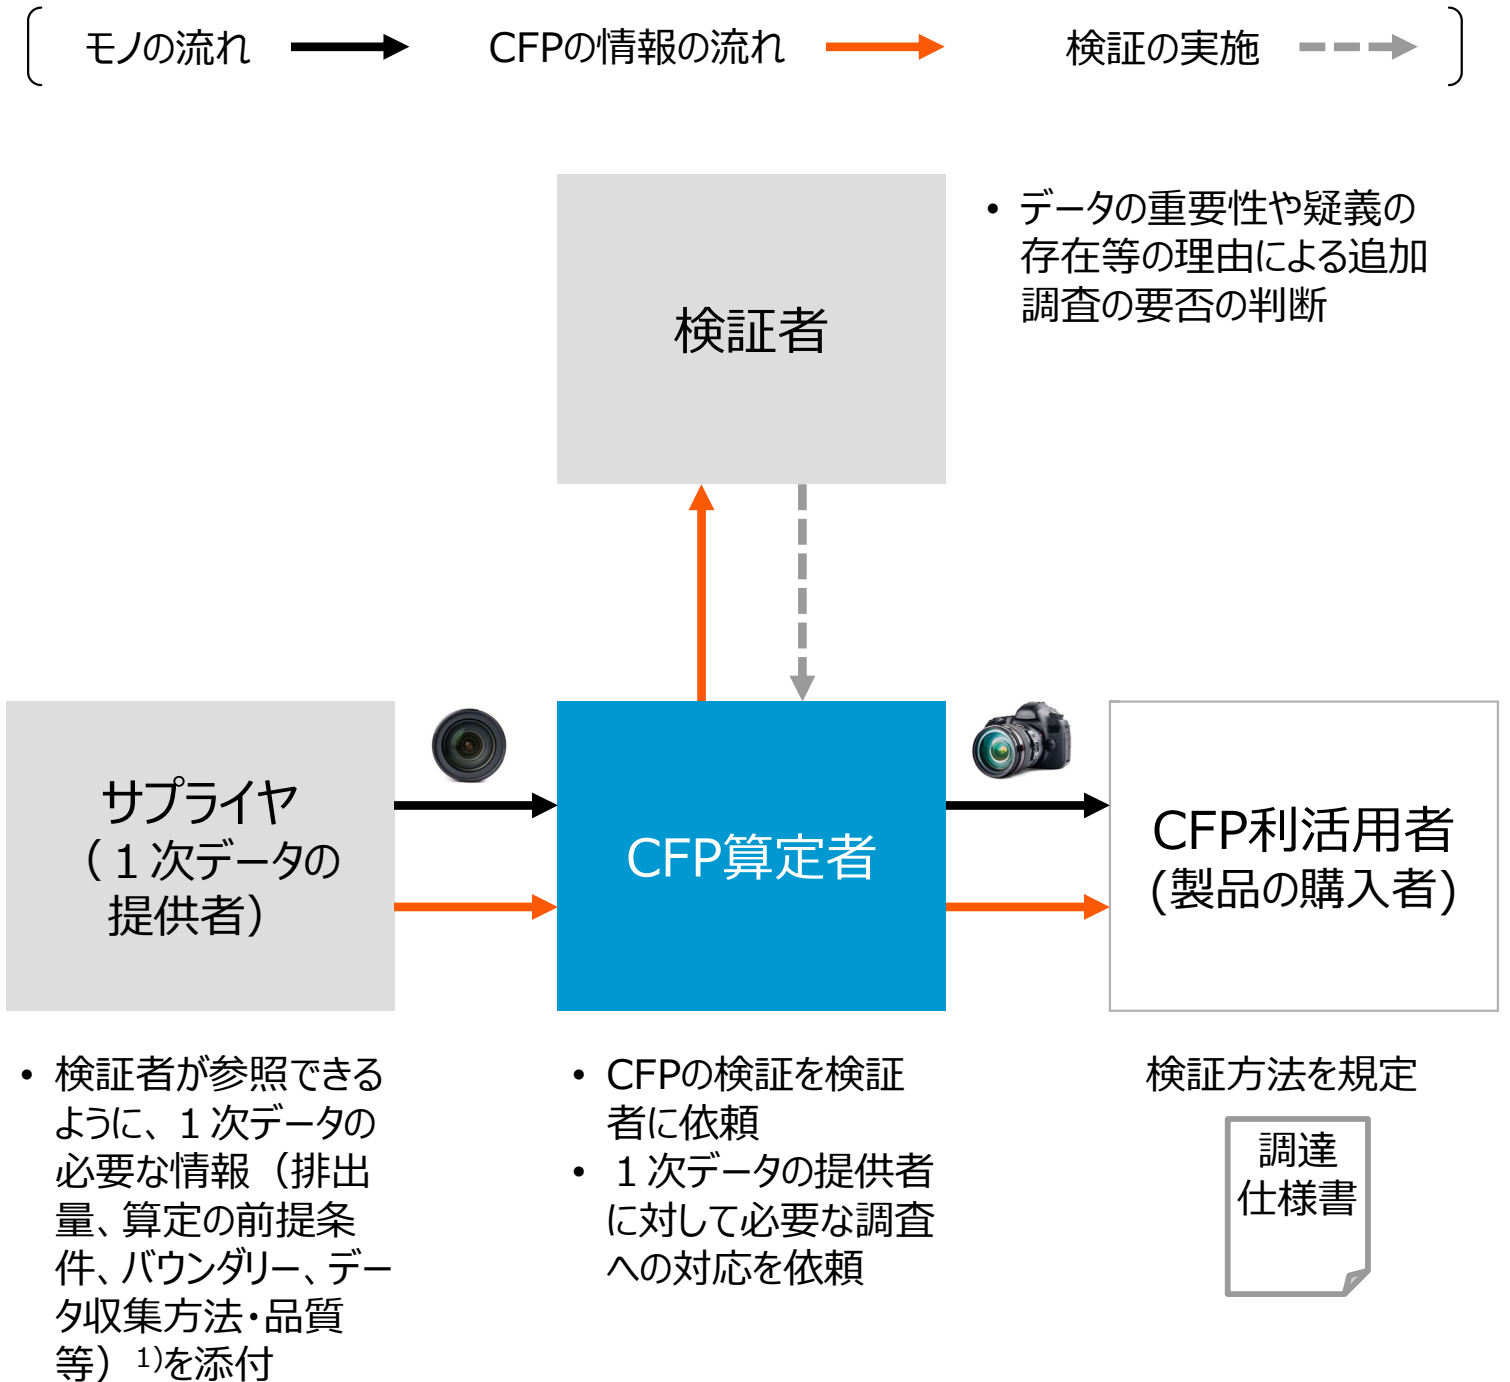 モノの流れ
CFPの情報の流れ
検証の実施
検証者
• データの重要性や疑義の
存在等の理由による追加
調査の要否の判断
サプライヤ
（１次データの
提供者）
CFP算定者
CFP利活用者
(製品の購入者)
• 検証者が参照できる
ように、１次データの
必要な情報（排出
量、算定の前提条
件、バウンダリー、デー
タ収集方法・品質
等）1)を添付
• CFPの検証を検証
者に依頼
• １次データの提供者
に対して必要な調査
への対応を依頼
検証方法を規定
調達
仕様書